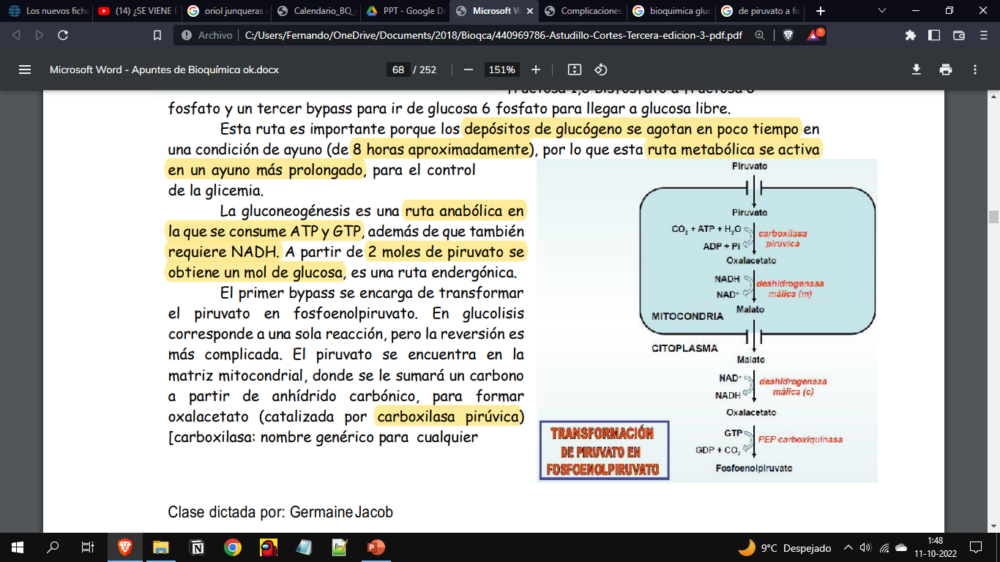 Los nuevos ficha
(14) ¿SE VIENE E
oriol junqueras
Calendario_BQ_
PPT - Google Dr
Microsoft W
Complicaciones
bioquimica gluc
de piruvato a fo
Archivo
C:/Users/Fernando/OneDrive/Documents/2018/Bioqca/440969786-Astudillo-Cortes-Tercera-edicion-3-pdf.pdf
1
Microsoft Word - Apuntes de Bioquímica ok.docx
68 / 252
151%
fructosa 1,6 bisfosfato a fructosa 6
fosfato y un tercer bypass para ir de glucosa 6 fosfato para llegar a glucosa libre.
Esta ruta es importante porque los depósitos de glucógeno se agotan en poco tiempo en
una condición de ayuno (de 8 horas aproximadamente), por lo que esta ruta metabólica se activa
en un ayuno más prolongado, para el control
de la glicemia.
La gluconeogénesis es una ruta anabólica en
la que se consume ATP y GTP, además de que también
requiere NADH. A partir de 2 moles de piruvato se
obtiene un mol de glucosa, es una ruta endergónica.
El primer bypass se encarga de transformar
el piruvato en fosfoenolpiruvato. En glucolisis
corresponde a una sola reacción, pero la reversión es
más complicada. El piruvato se encuentra en la
matriz mitocondrial, donde se le sumará un carbono
a partir de anhídrido carbónico, para formar
oxalacetato (catalizada por carboxilasa pirúvica)
[carboxilasa: nombre genérico para cualquier
Piruvato
Piruvato
CO₂ + ATP + H₂O
carboxilasa
pirúvica
ADP + Pi
Oxalacetato
NADH
deshidrogenasa
málica (m)
NAD⁺
Malato
MITOCONDRIA
CITOPLASMA
Malato
NAD⁺
deshidrogenasa
málica (c)
NADH
Oxalacetato
GTP
PEP carboxiquinasa
GDP + CO₂
Fosfoenolpiruvato
TRANSFORMACIÓN
DE PIRUVATO EN
FOSFOENOLPIRUVATO
Clase dictada por: Germaine Jacob
9°C Despejado
1:48
11-10-2022